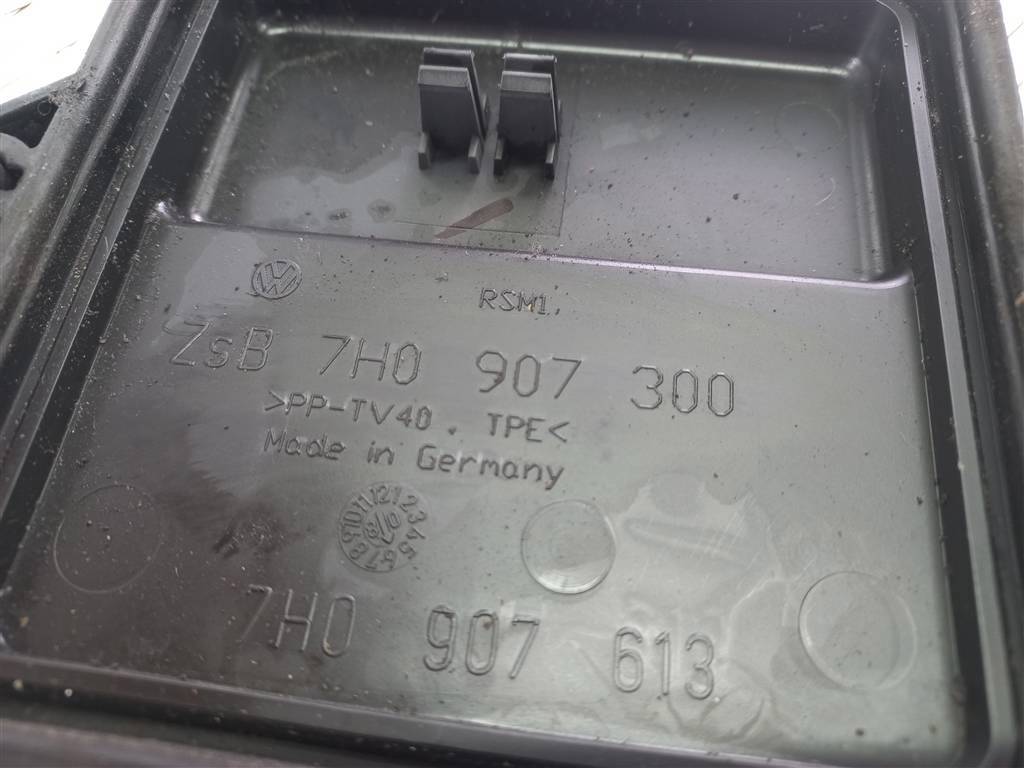 RSM1
ZsB 7H0 907 300
>PP-TV40. TPE<
Made in Germany
7H0 907 613